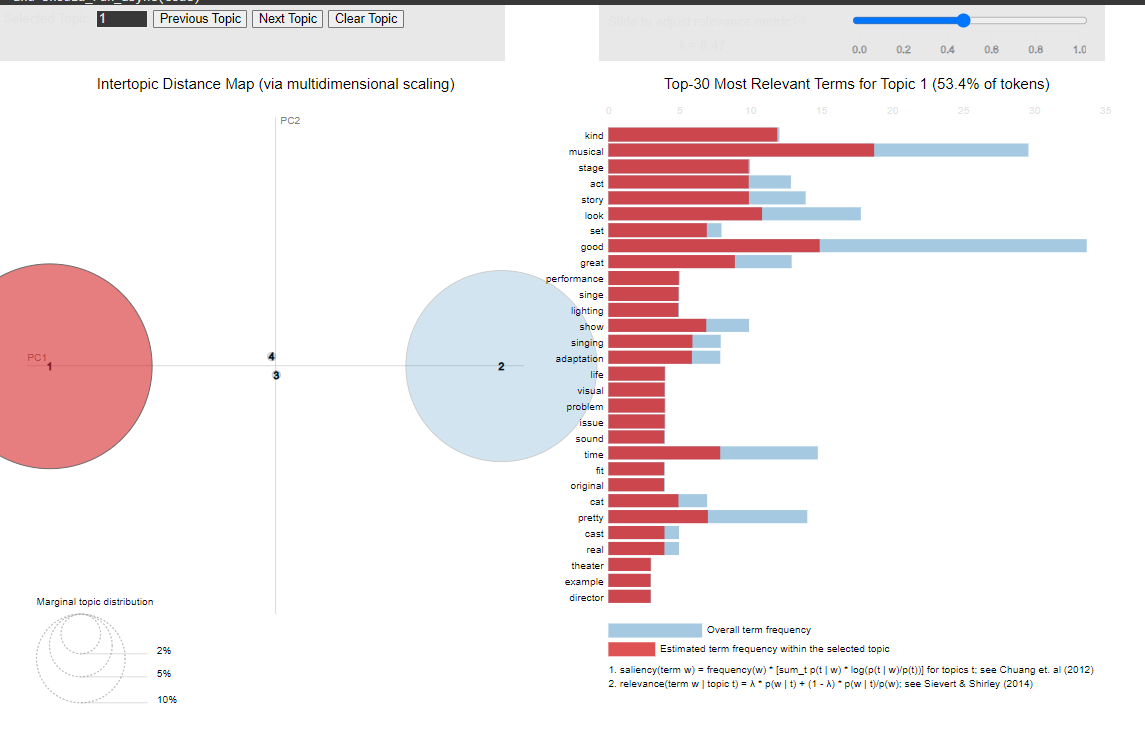 Selected Topic: 1 Previous Topic Next Topic Clear Topic
0.0 0.2 0.4 0.6 0.8 1.0
Intertopic Distance Map (via multidimensional scaling)
PC2
PC1
1
4
3
2
Marginal topic distribution
2%
5%
10%
Top-30 Most Relevant Terms for Topic 1 (53.4% of tokens)
0 5 10 15 20 25 30 35
kind
musical
stage
act
story
look
set
good
great
performance
singe
lighting
show
singing
adaptation
life
visual
problem
issue
sound
time
fit
original
cat
pretty
cast
real
theater
example
director
Overall term frequency
Estimated term frequency within the selected topic
1. saliency(term w) = frequency(w) * [sum_t p(t | w) * log(p(t | w)/p(t))] for topics t; see Chuang et. al (2012)
2. relevance(term w | topic t) = λ * p(w | t) + (1 - λ) * p(w | t)/p(w); see Sievert & Shirley (2014)